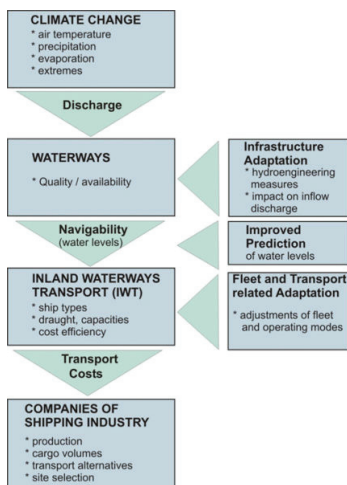 CLIMATE CHANGE
* air temperature
* precipitation
* evaporation
* extremes
Discharge
WATERWAYS
* Quality / availability
Infrastructure
Adaptation
* hydroengineering
measures
* impact on inflow
discharge
Navigability
(water levels)
Improved
Prediction
of water levels
INLAND WATERWAYS
TRANSPORT (IWT)
* ship types
* draught, capacities
* cost efficiency
Fleet and Transport
related Adaptation
* adjustments of fleet
and operating modes
Transport
Costs
COMPANIES OF
SHIPPING INDUSTRY
* production
* cargo volumes
* transport alternatives
* site selection